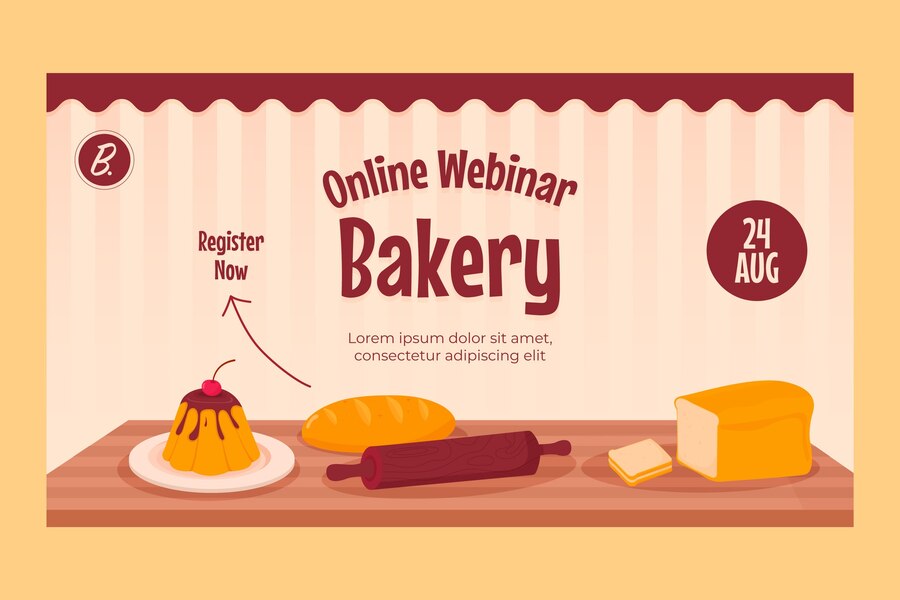 B.
Online Webinar
Bakery
Register
Now
24
AUG
Lorem ipsum dolor sit amet,
consectetur adipiscing elit